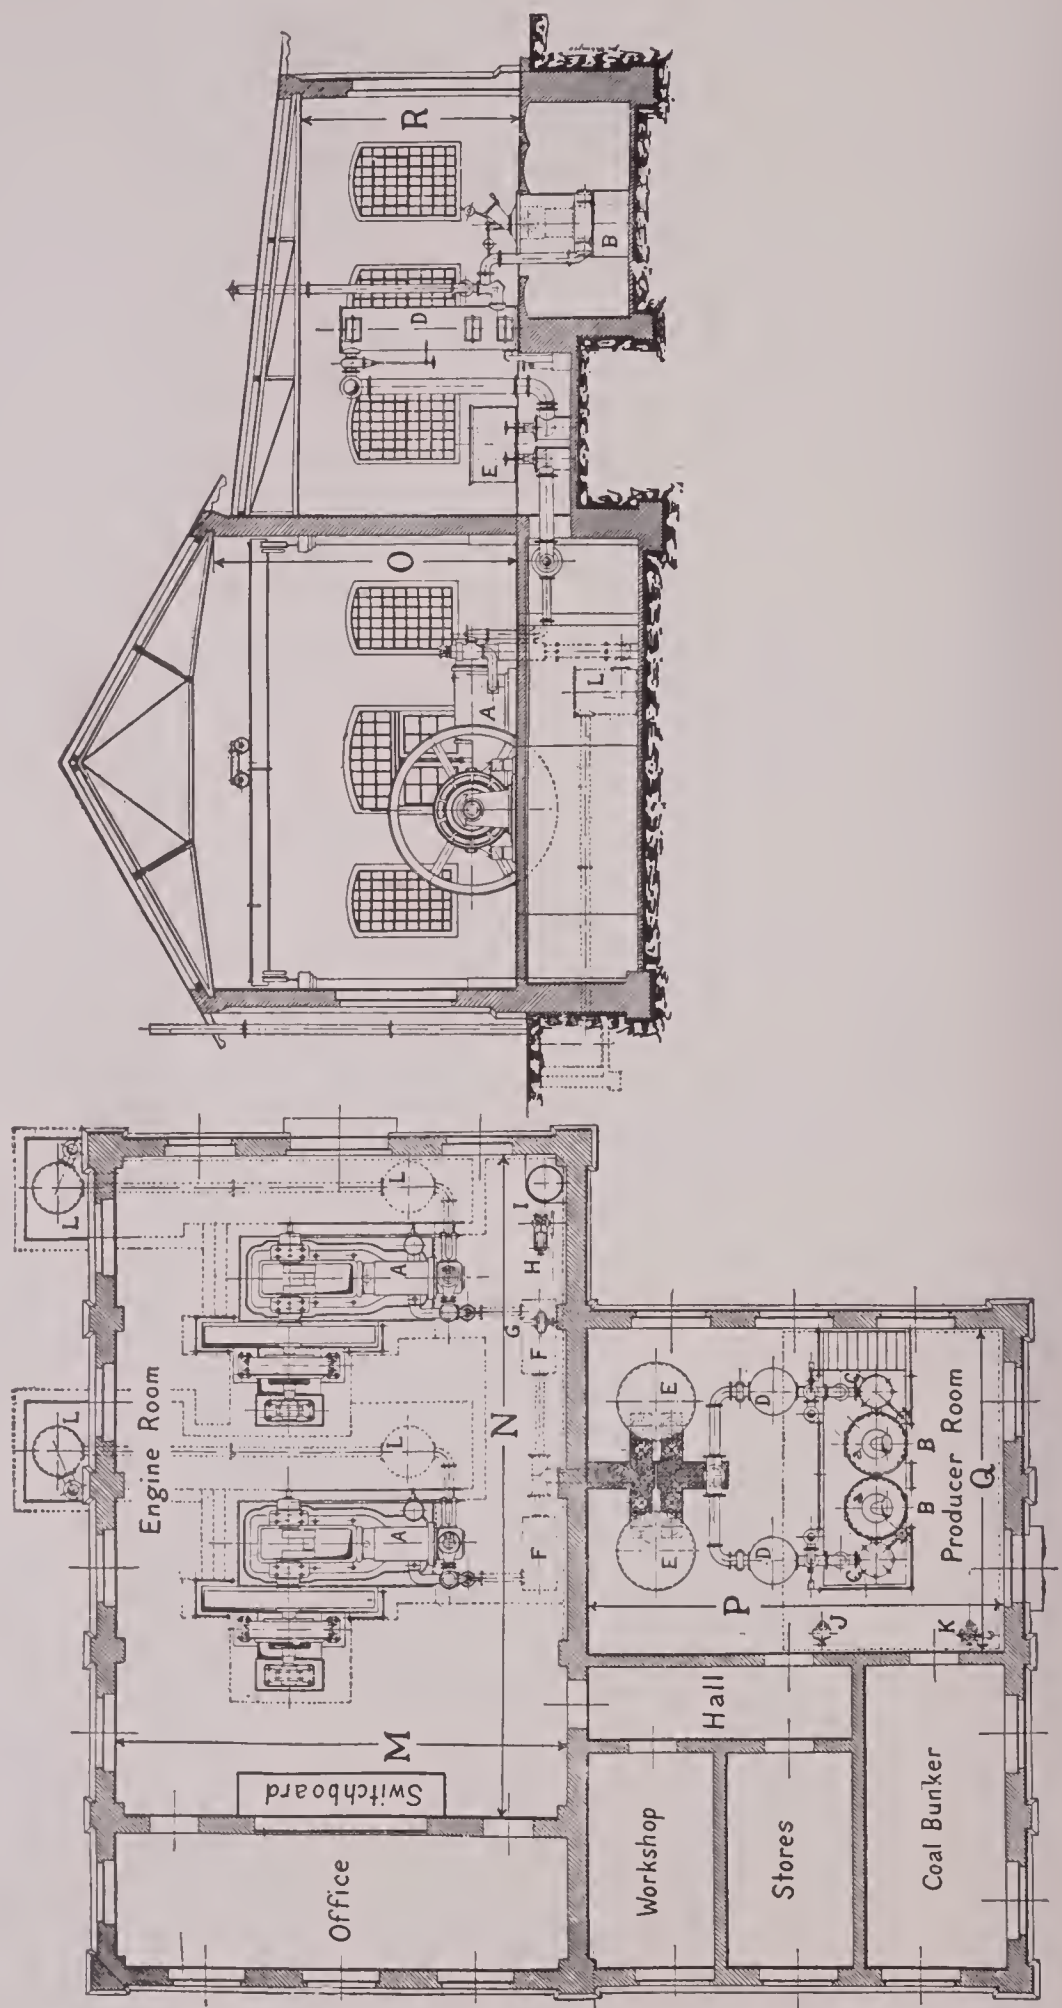 R
D
B
E
O
A
L
Engine Room
L
L
L
L
A
A
I
H
G
F
F
N
M
Switchboard
Office
E
E
D
D
C
C
B
B
Producer Room
Q
P
J
K
Hall
Workshop
Stores
Coal Bunker